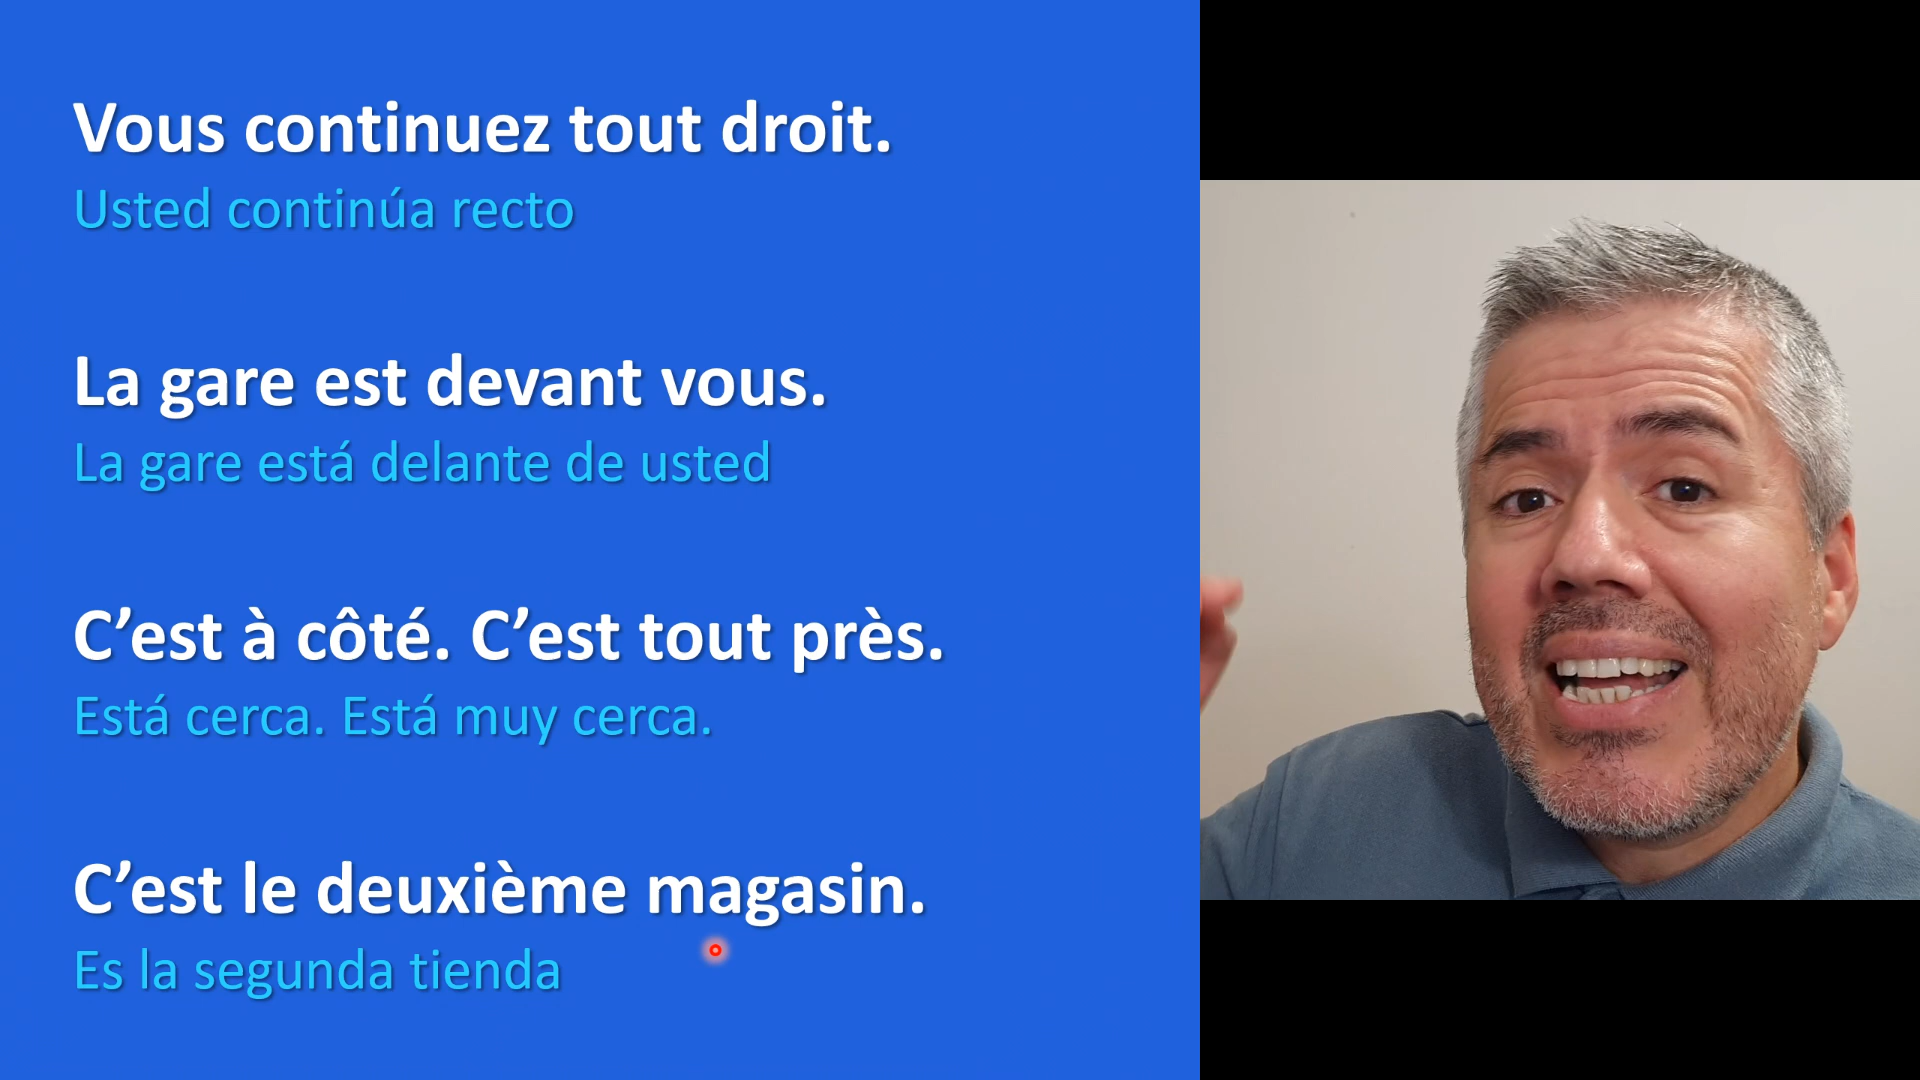 Vous continuez tout droit.
Usted continúa recto
La gare est devant vous.
La gare está delante de usted
C’est à côté. C’est tout près.
Está cerca. Está muy cerca.
C’est le deuxième magasin.
Es la segunda tienda